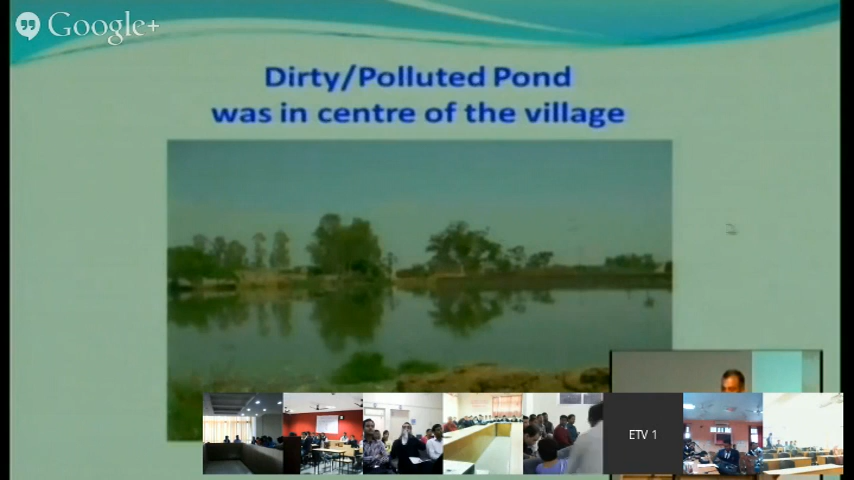 Google+
Dirty/Polluted Pond
was in centre of the village
ETV 1